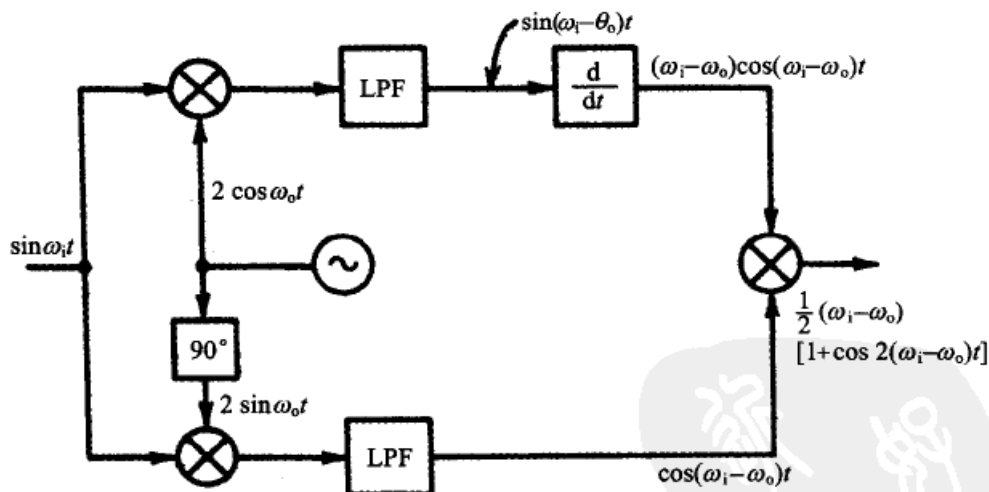 sin(ωᵢ−θₒ)t
LPF
d
dt
(ωᵢ−ωₒ)cos(ωᵢ−ωₒ)t
2 cosωₒt
sinωᵢt
~
1
2
(ωᵢ−ωₒ)
[1+cos 2(ωᵢ−ωₒ)t]
90°
2 sinωₒt
LPF
cos(ωᵢ−ωₒ)t